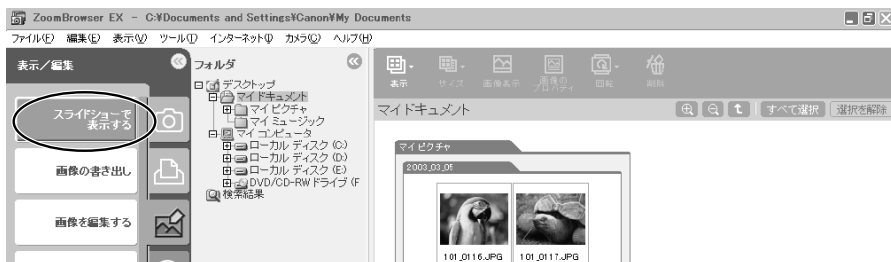 ZoomBrowser EX - C:¥Documents and Settings¥Canon¥My Documents
ファイル(F) 編集(E) 表示(V) ツール(T) インターネット(I) カメラ(C) ヘルプ(H)
表示/編集
スライドショーで
表示する
画像の書き出し
画像を編集する
フォルダ
デスクトップ
マイ ドキュメント
マイ ピクチャ
マイ ミュージック
マイ コンピュータ
ローカル ディスク (C:)
ローカル ディスク (D:)
ローカル ディスク (E:)
DVD/CD-RW ドライブ (F
検索結果
表示 サイズ 画像表示 画像の プロパティ 回転 削除
マイ ドキュメント
すべて選択 選択を解除
マイ ピクチャ
2003_03_05
101_0116.JPG 101_0117.JPG